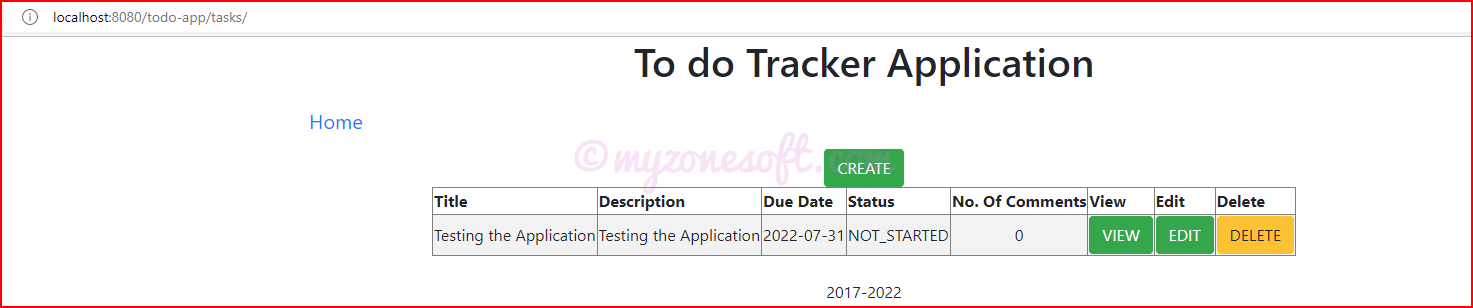 localhost:8080/todo-app/tasks/
To do Tracker Application
Home
©myzonesoft.com
CREATE
Title Description Due Date Status No. Of Comments View Edit Delete
Testing the Application Testing the Application 2022-07-31 NOT_STARTED 0 VIEW EDIT DELETE
2017-2022